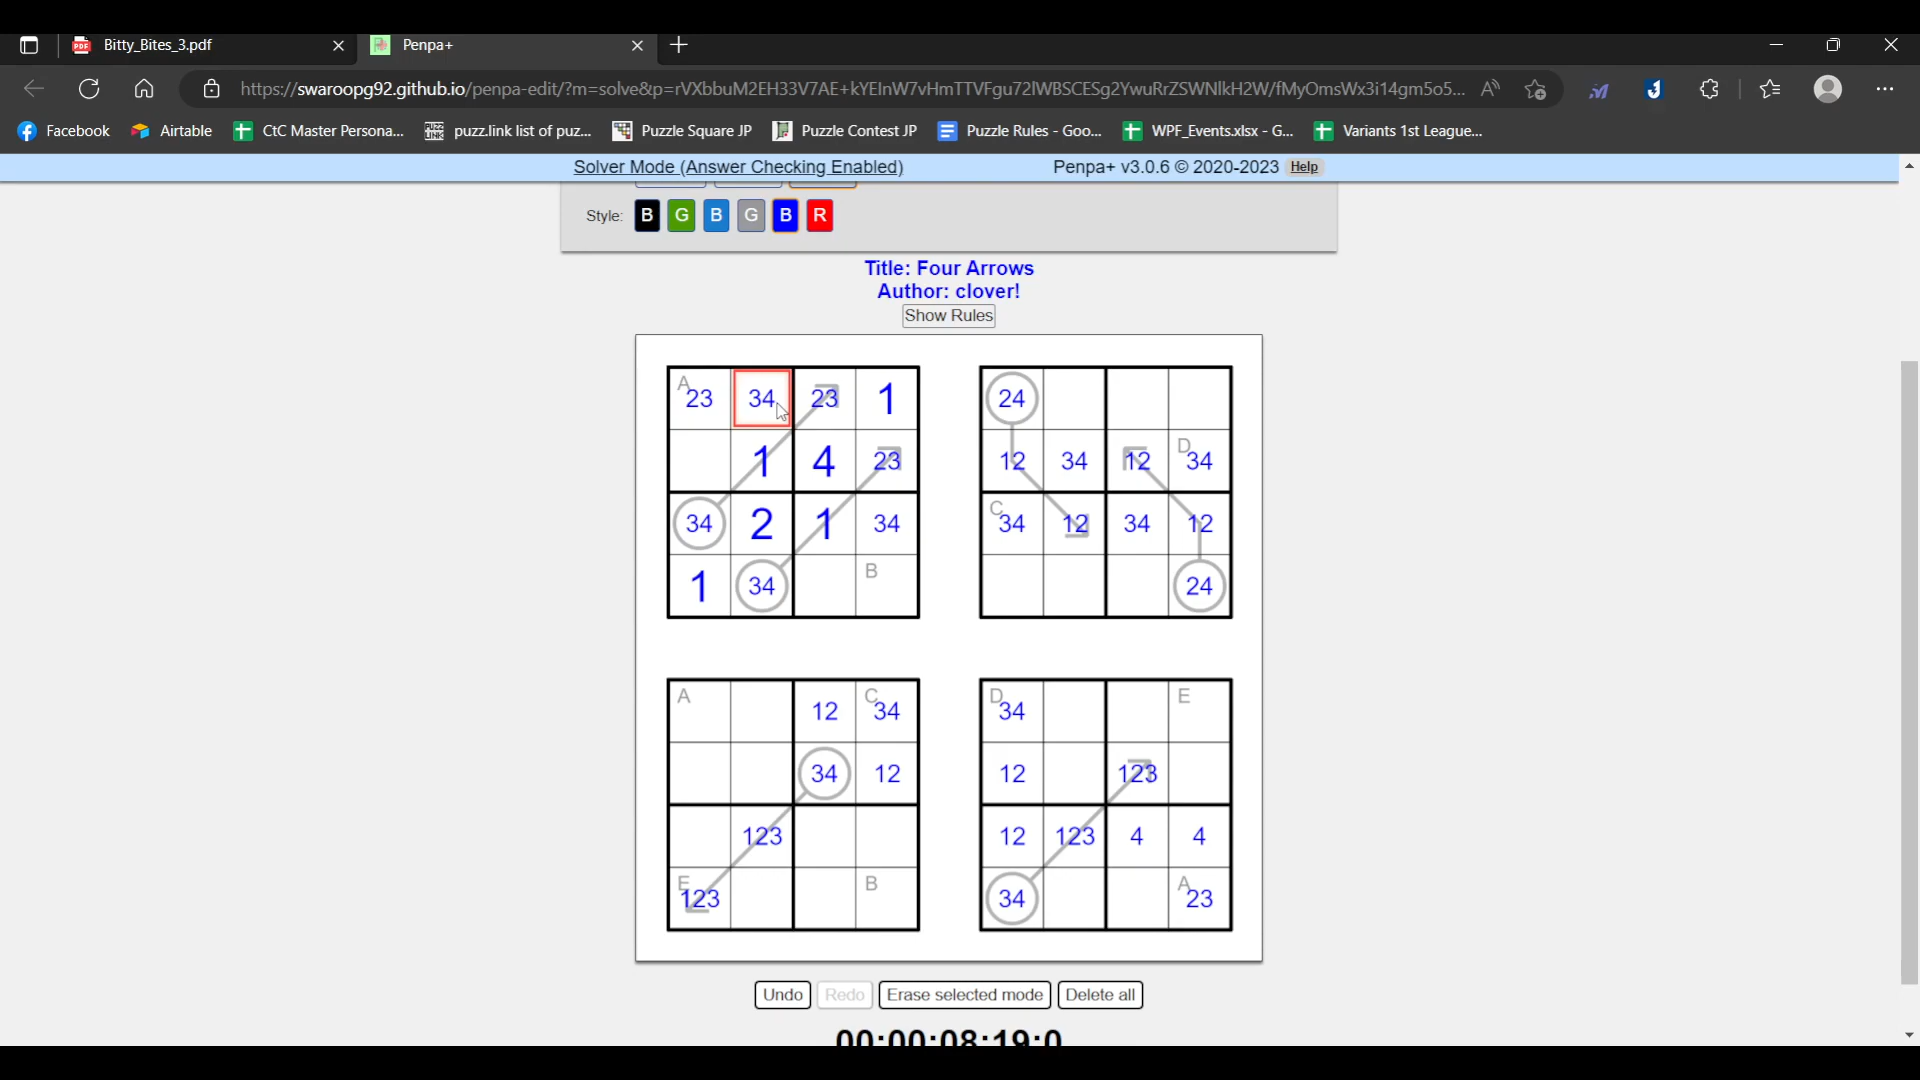 Bitty_Bites_3.pdf
Penpa+
https://swaroopg92.github.io/penpa-edit/?m=solve&p=rVXbbuM2EH33V7AE+kYEInW7vHmTTVFgu72lWBSCESg2YwuRrZSWNlkH2W/fMyOmsWx3i14gm5o5...
Facebook
Airtable
CtC Master Persona...
puzz.link list of puz...
Puzzle Square JP
Puzzle Contest JP
Puzzle Rules - Goo...
WPF_Events.xlsx - G...
Variants 1st League...
Solver Mode (Answer Checking Enabled)
Penpa+ v3.0.6 © 2020-2023
Help
Style: B G B G B R
Title: Four Arrows
Author: clover!
Show Rules
A 23 34 23 1
24
1 4 23
12 34 12 D 34
34 2 1 34
C 34 12 34 12
1 34 B
24
A 12 C 34
D 34 E
34 12
12 123
123
12 123 4 4
E 123 B
34 A 23
Undo Redo Erase selected mode Delete all
00:00:08:19:0